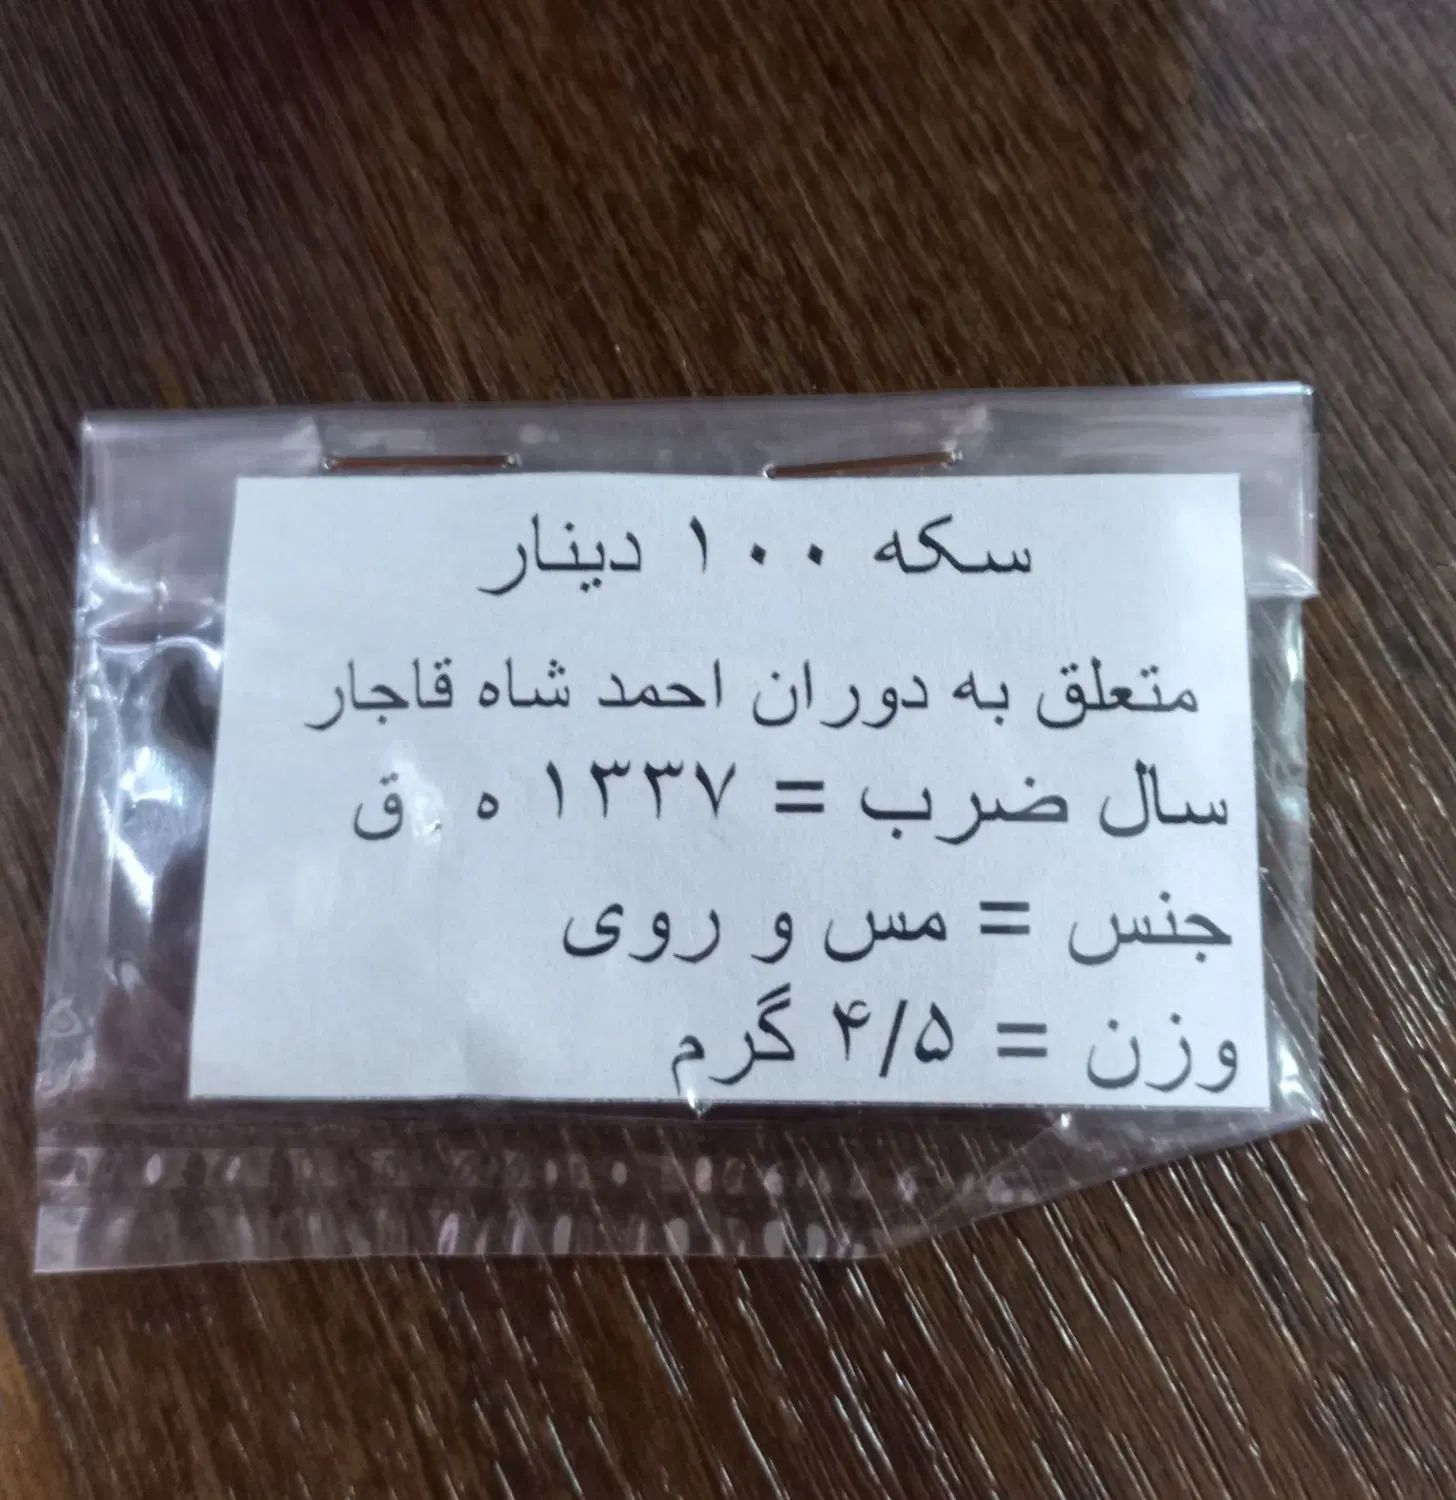 سکه ۱۰۰ دینار
متعلق به دوران احمد شاه قاجار
سال ضرب = ۱۳۳۷ ه . ق
جنس = مس و روی
وزن = ۴/۵ گرم